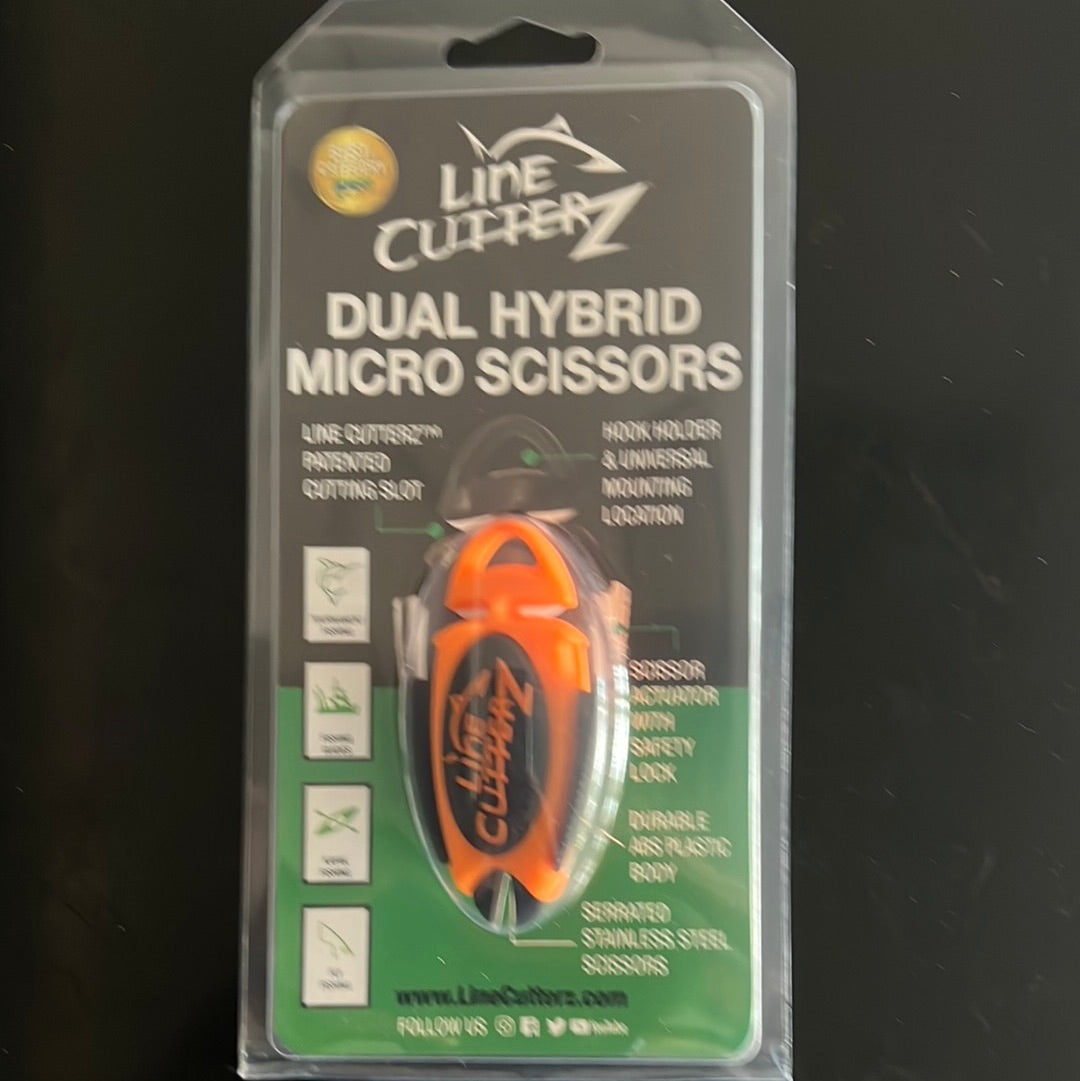 LINE
CUTTERZ
DUAL HYBRID
MICRO SCISSORS
LINE CUTTERZ™
PATENTED
CUTTING SLOT
HOOK HOLDER
& UNIVERSAL
MOUNTING
LOCATION
LINE
CUTTERZ
SCISSOR
ACTUATOR
WITH
SAFETY
LOCK
DURABLE
ABS PLASTIC
BODY
SERRATED
STAINLESS STEEL
SCISSORS
www.LineCutterz.com
FOLLOW US